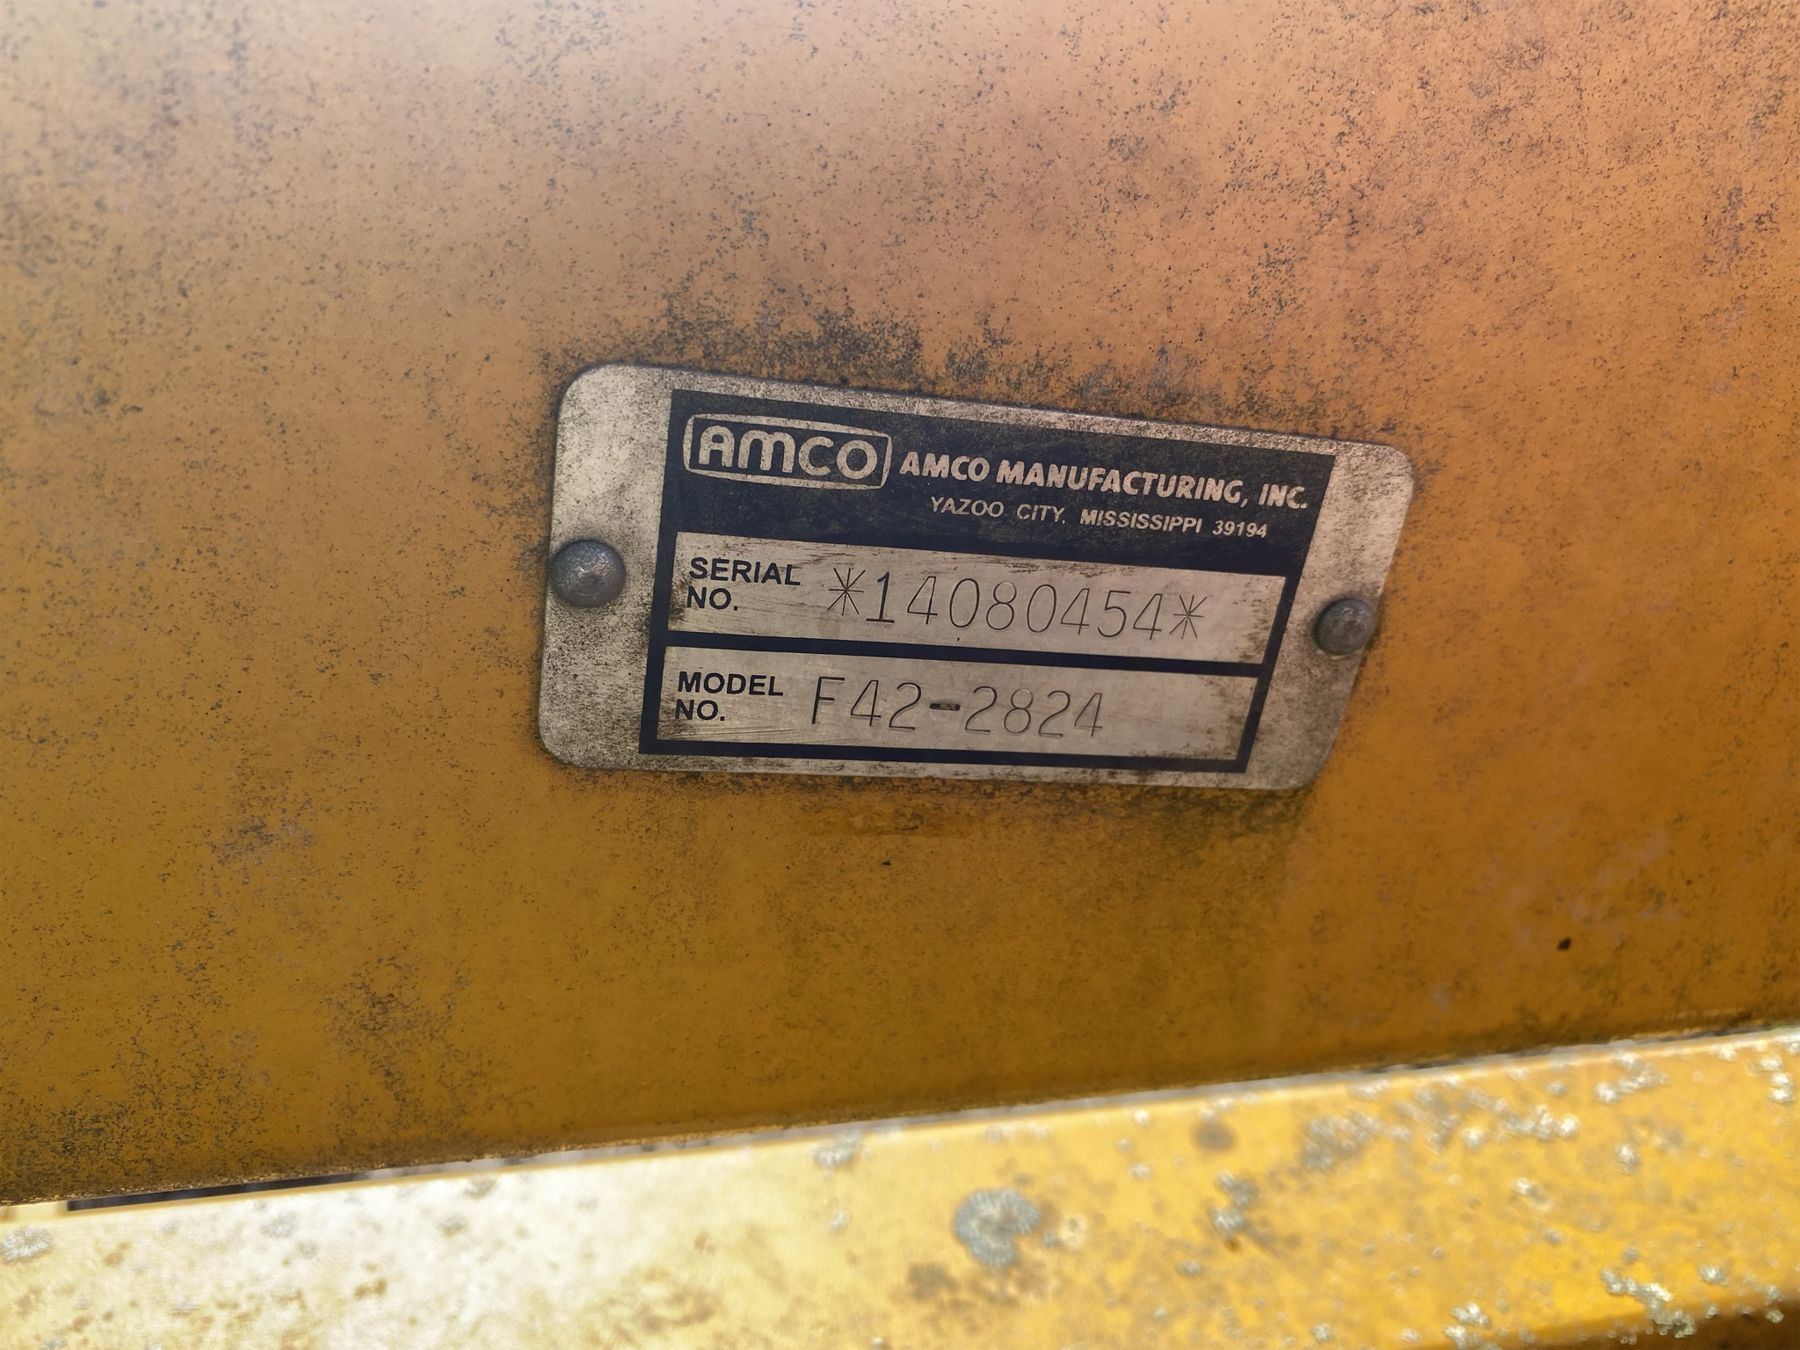 AMCO AMCO MANUFACTURING, INC.
YAZOO CITY, MISSISSIPPI 39194
SERIAL NO. *14080454*
MODEL NO. F42-2824